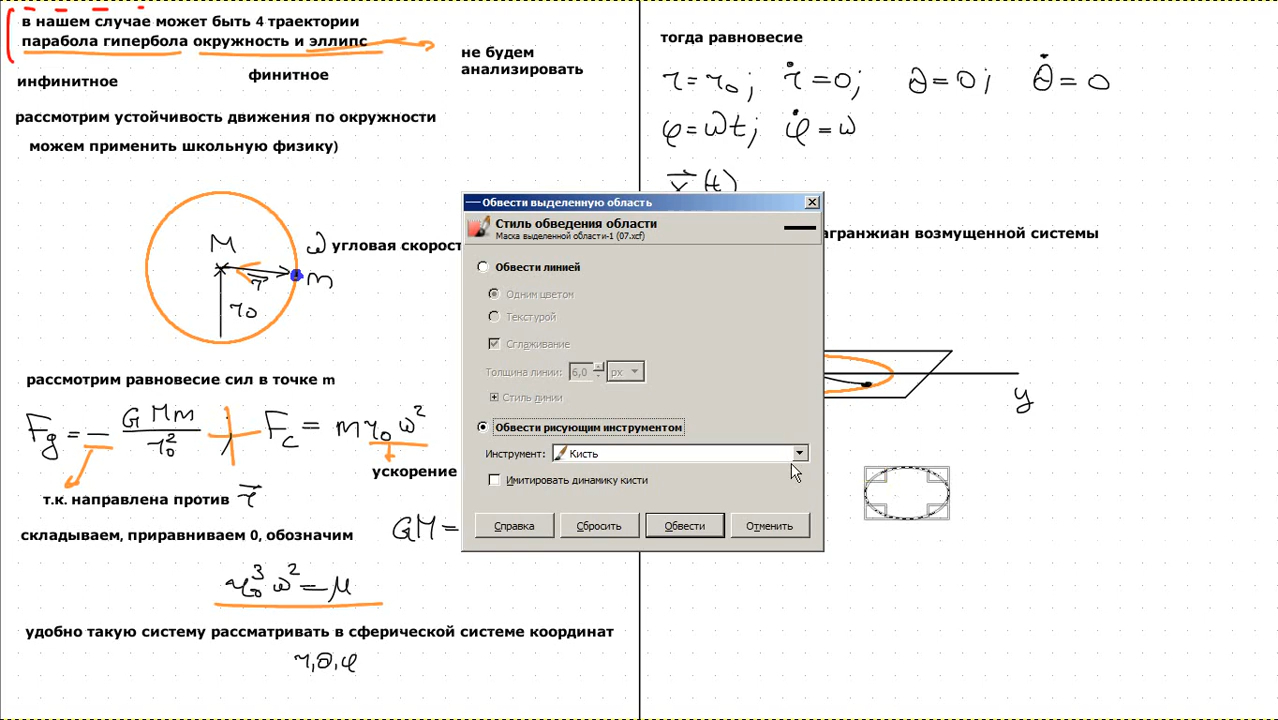 в нашем случае может быть 4 траектории
парабола гипербола окружность и эллипс
инфинитное
финитное
не будем
анализировать
рассмотрим устойчивость движения по окружности
можем применить школьную физику)
M
ω угловая скорост
m
r
r₀
рассмотрим равновесие сил в точке m
F_g = − GMm / r₀² ; F_c = m r₀ ω²
ускорение
т.к. направлена против r⃗
складываем, приравниваем 0, обозначим
GM =
r₀³ω² = μ
удобно такую систему рассматривать в сферической системе координат
r, θ, φ
тогда равновесие
r = r₀; ṙ = 0; θ = 0; θ̇ = 0
φ = ωt; φ̇ = ω
(t)
агранжиан возмущенной системы
y
Обвести выделенную область
Стиль обведения области
Маска выделенной области-1 (07.xcf)
Обвести линией
Одним цветом
Текстурой
Сглаживание
Толщина линии: 6,0 px
Стиль линии
Обвести рисующим инструментом
Инструмент: Кисть
Имитировать динамику кисти
Справка
Сбросить
Обвести
Отменить